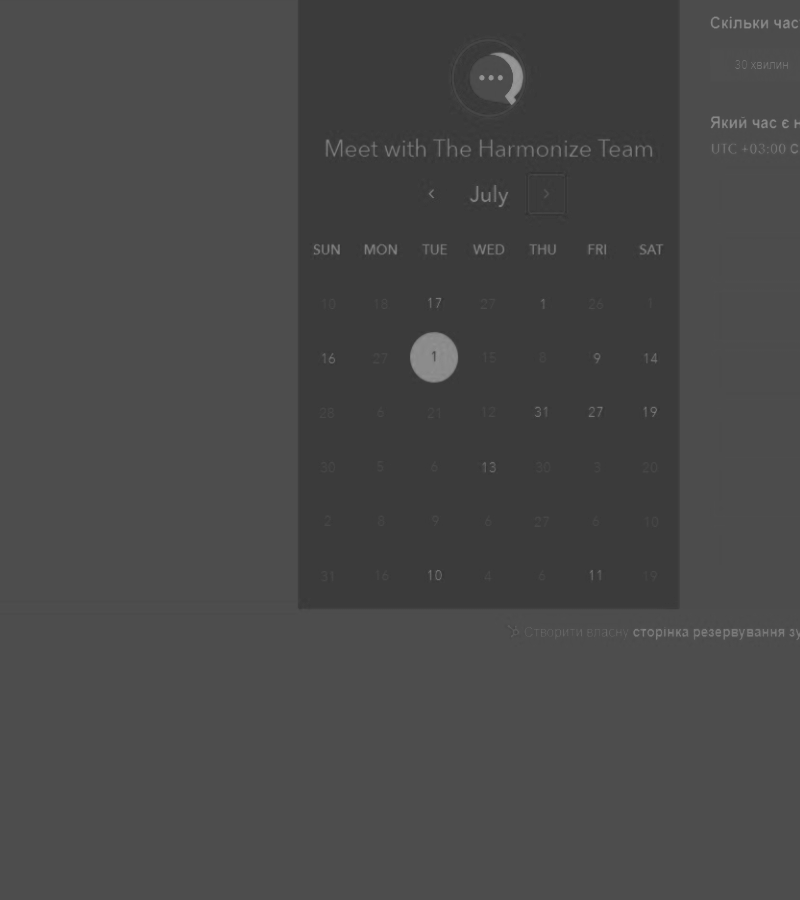 Meet with The Harmonize Team
July
SUN MON TUE WED THU FRI SAT
10 18 17 27 1 26 1
16 27 1 15 8 9 14
28 6 21 12 31 27 19
30 5 6 13 30 3 20
2 8 9 6 27 6 10
31 16 10 4 6 11 19
Скільки час
30 хвилин
Який час є н
UTC +03:00 С
Створити власну сторінка резервування зу